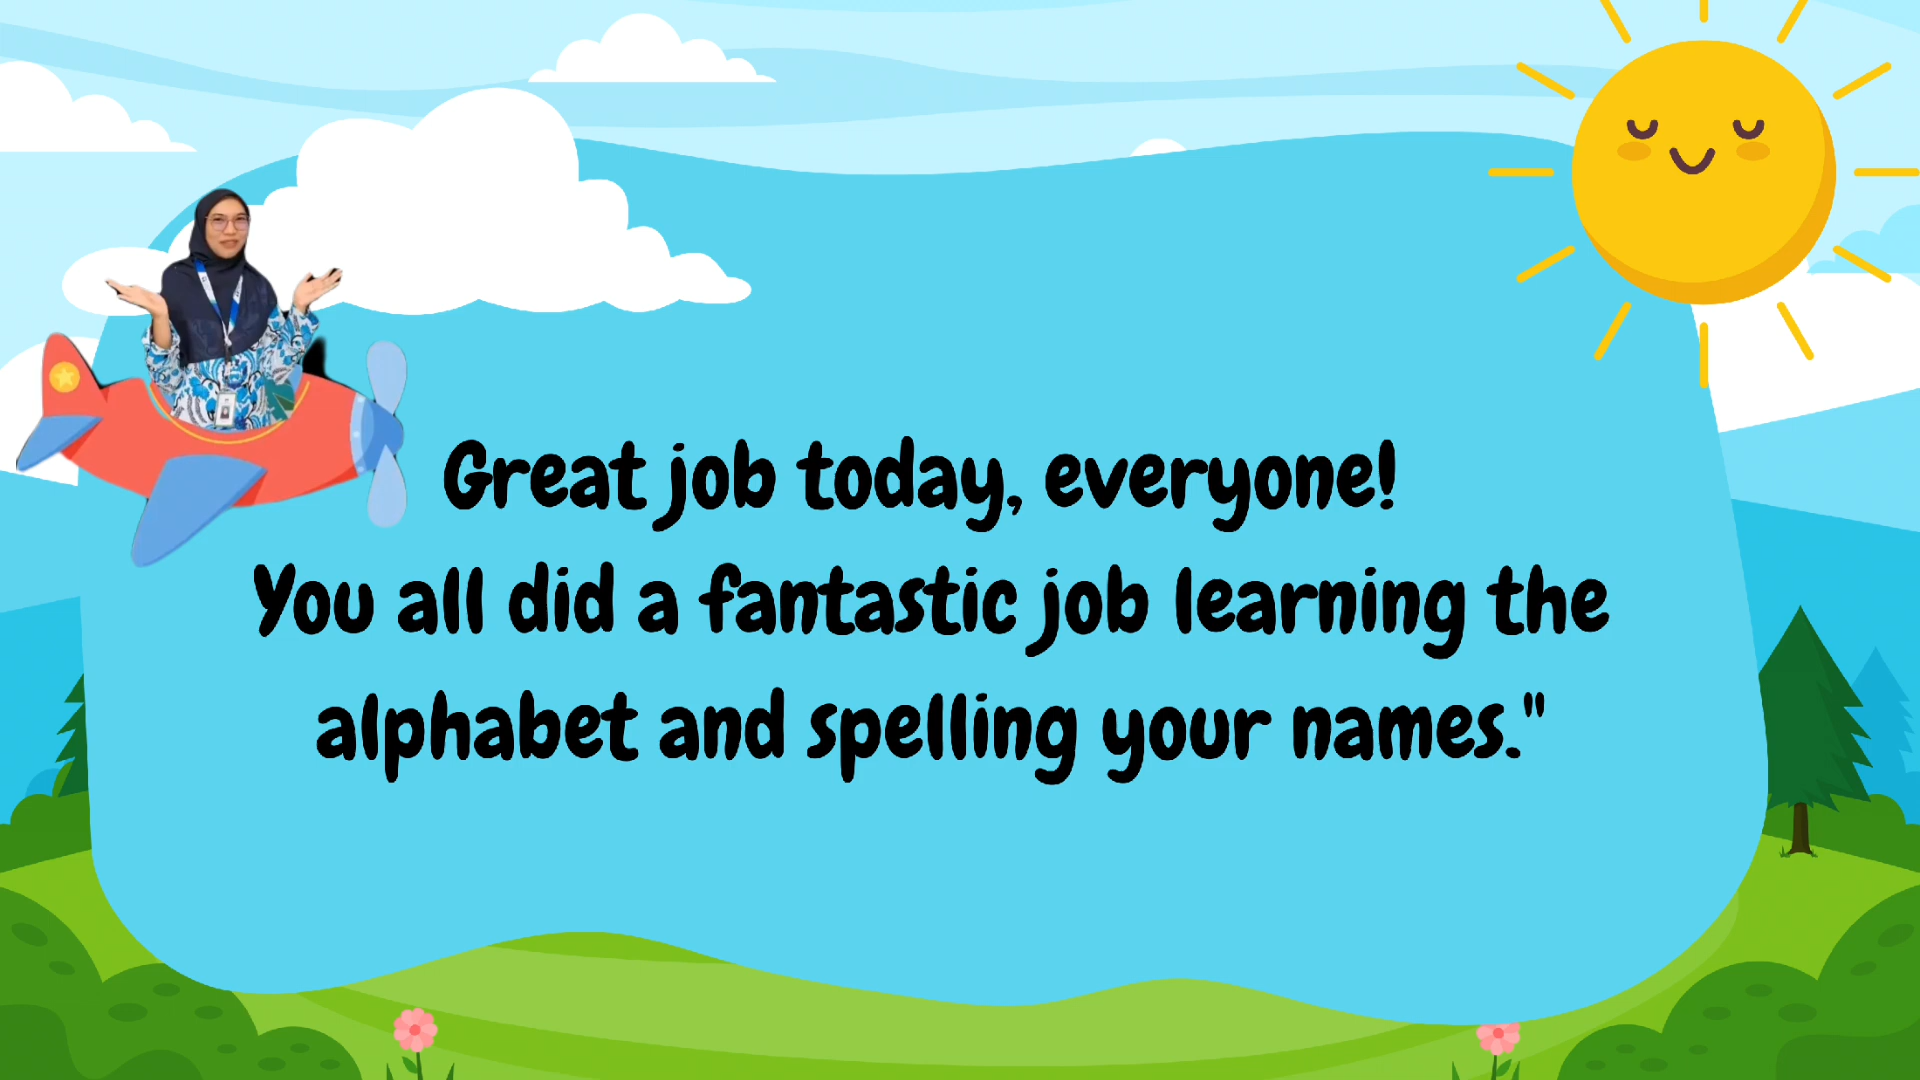 Great job today, everyone!
You all did a fantastic job learning the
alphabet and spelling your names."